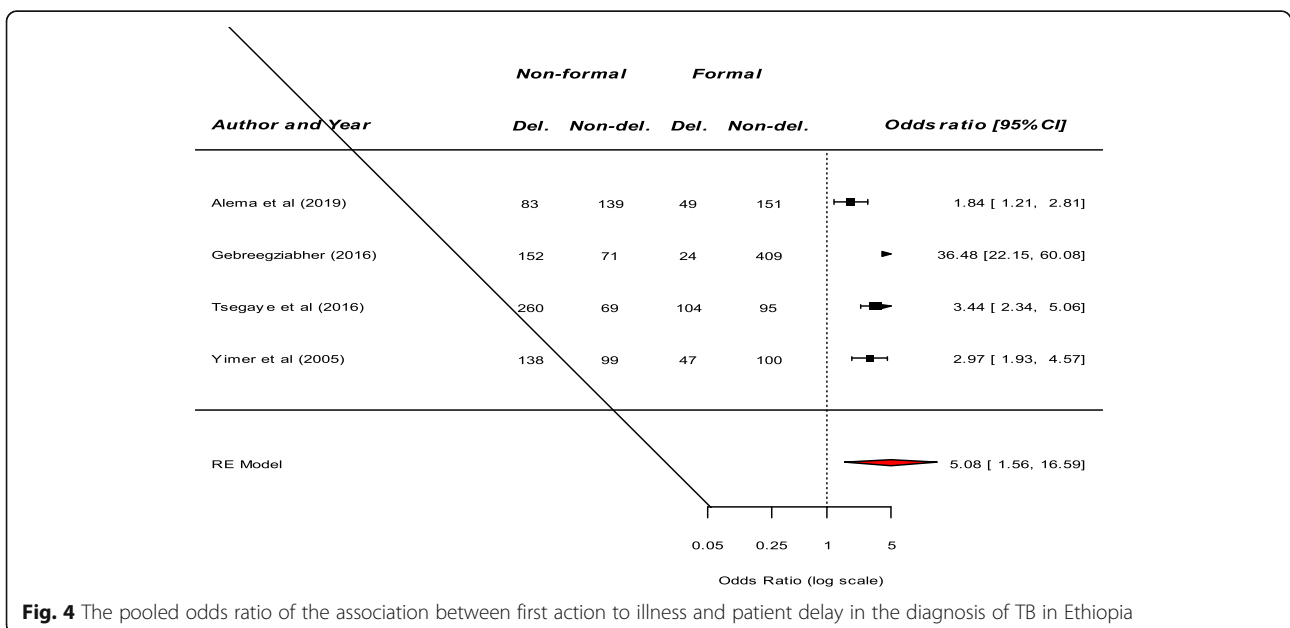 Non-formal Formal
Author and Year Del. Non-del. Del. Non-del. Odds ratio [95% CI]
Alema et al (2019) 83 139 49 151 1.84 [ 1.21, 2.81]
Gebreegziabher (2016) 152 71 24 409 36.48 [22.15, 60.08]
Tsegaye et al (2016) 260 69 104 95 3.44 [ 2.34, 5.06]
Yimer et al (2005) 138 99 47 100 2.97 [ 1.93, 4.57]
RE Model 5.08 [ 1.56, 16.59]
0.05 0.25 1 5
Odds Ratio (log scale)
Fig. 4 The pooled odds ratio of the association between first action to illness and patient delay in the diagnosis of TB in Ethiopia